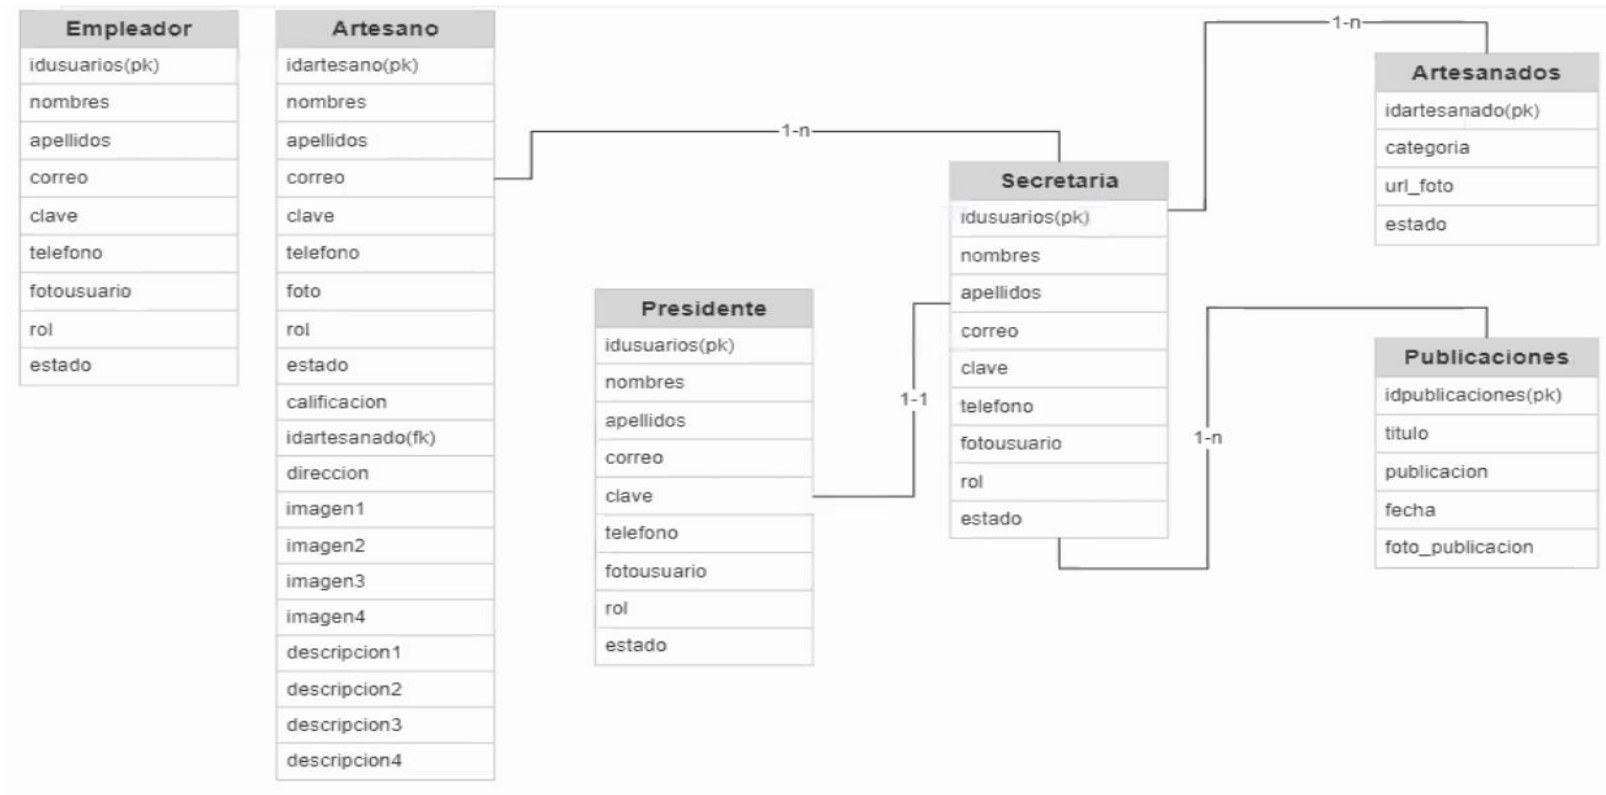 Empleador
idusuarios(pk)
nombres
apellidos
correo
clave
telefono
fotousuario
rol
estado
Artesano
idartesano(pk)
nombres
apellidos
correo
clave
telefono
foto
rol
estado
calificacion
idartesanado(fk)
direccion
imagen1
imagen2
imagen3
imagen4
descripcion1
descripcion2
descripcion3
descripcion4
1-n
Presidente
idusuarios(pk)
nombres
apellidos
correo
clave
telefono
fotousuario
rol
estado
1-1
Secretaria
idusuarios(pk)
nombres
apellidos
correo
clave
telefono
fotousuario
rol
estado
1-n
Artesanados
idartesanado(pk)
categoria
url_foto
estado
1-n
Publicaciones
idpublicaciones(pk)
titulo
publicacion
fecha
foto_publicacion